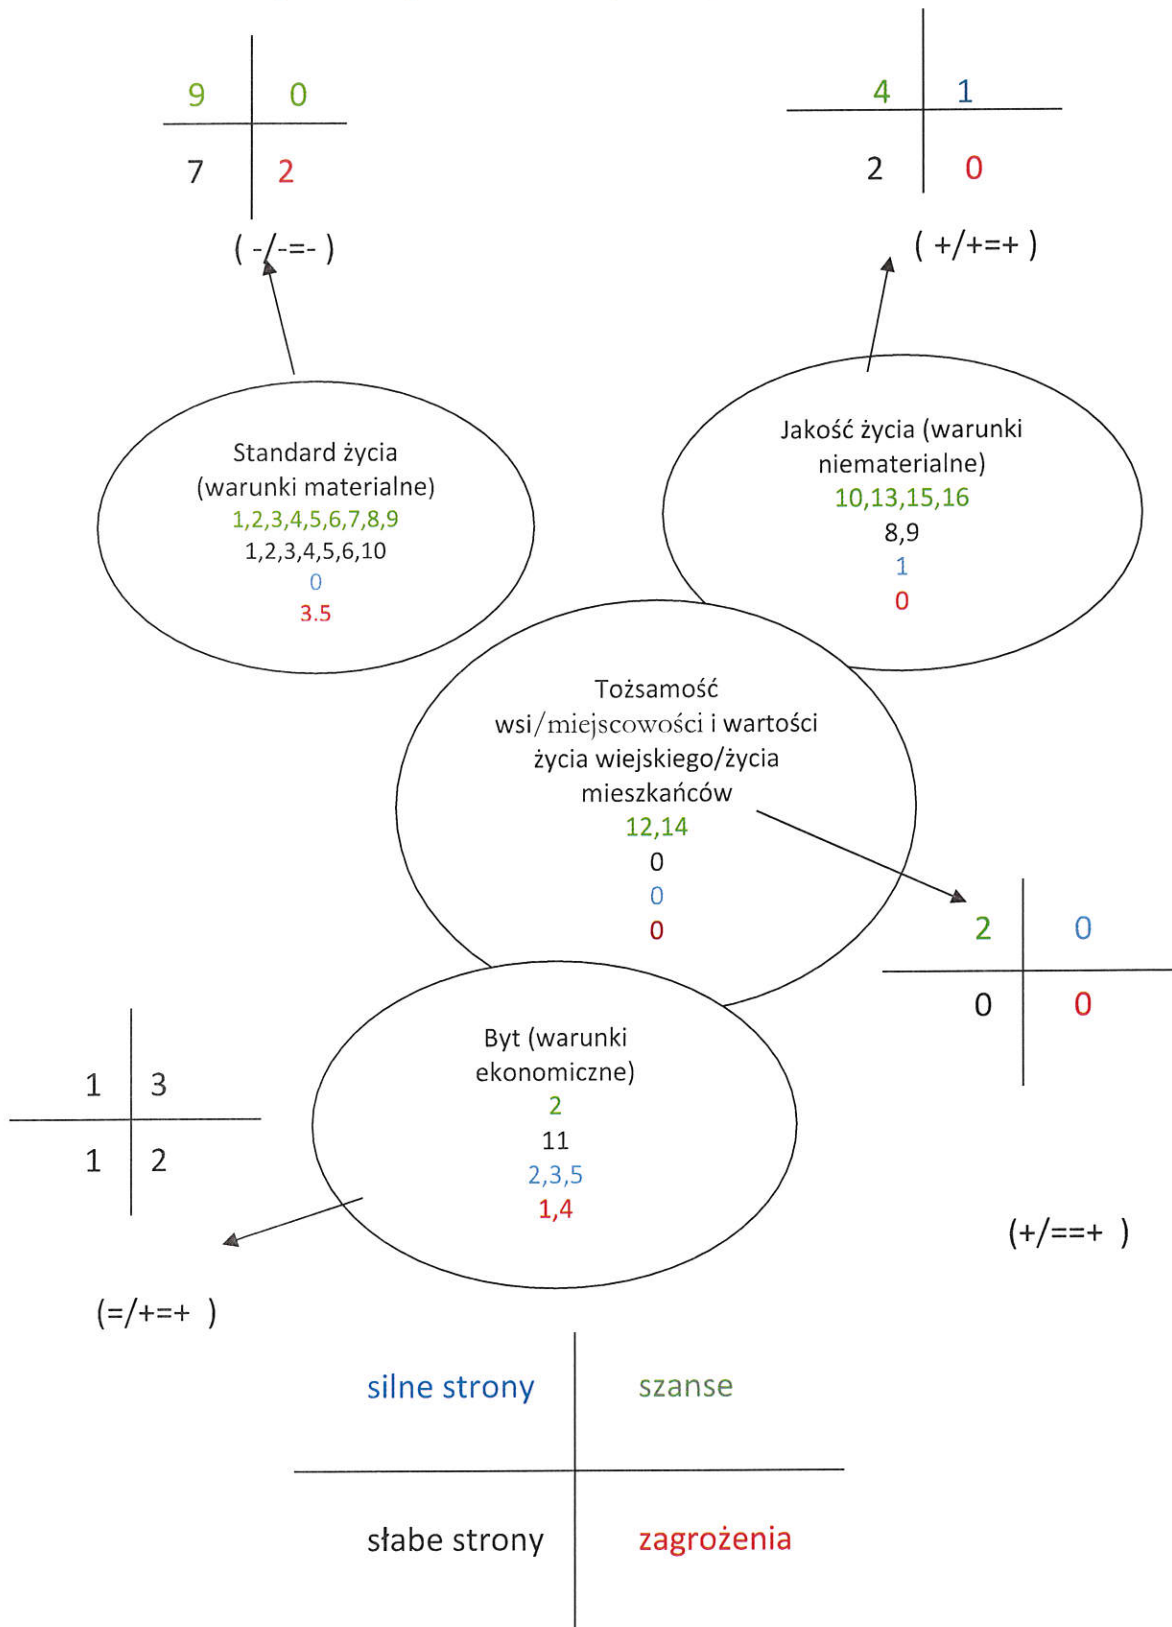 9 0
7 2
( -/-=- )
4 1
2 0
( +/+=+ )
Standard życia
(warunki materialne)
1,2,3,4,5,6,7,8,9
1,2,3,4,5,6,10
0
3.5
Jakość życia (warunki
niematerialne)
10,13,15,16
8,9
1
0
Tożsamość
wsi/miejscowości i wartości
życia wiejskiego/życia
mieszkańców
12,14
0
0
0
2 0
0 0
(+/==+ )
Byt (warunki
ekonomiczne)
2
11
2,3,5
1,4
1 3
1 2
(=/+=+ )
silne strony szanse
słabe strony zagrożenia